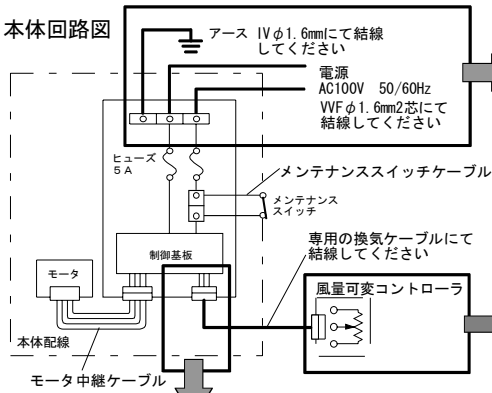 本体回路図
アース IVφ1.6mmにて結線
してください
電源
AC100V 50/60Hz
VVFφ1.6mm2芯にて
結線してください
ヒューズ
5A
メンテナンススイッチケーブル
メンテナンス
スイッチ
専用の換気ケーブルにて
結線してください
制御基板
モータ
風量可変コントローラ
本体配線
モータ中継ケーブル